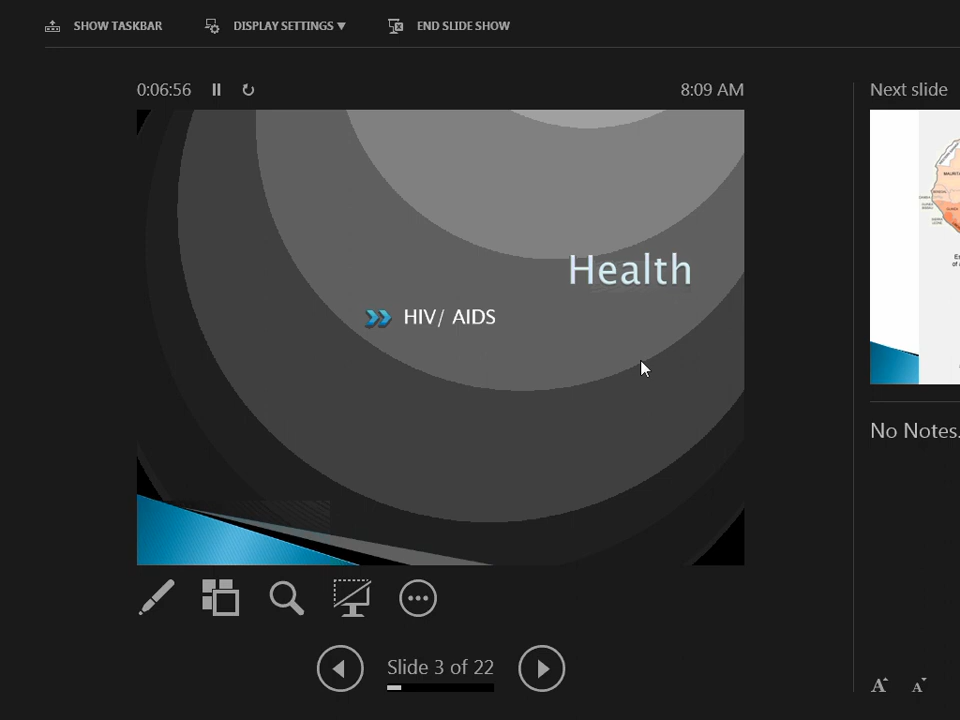 SHOW TASKBAR
DISPLAY SETTINGS ▼
END SLIDE SHOW
0:06:56
8:09 AM
Next slide
Health
HIV/ AIDS
No Notes.
Slide 3 of 22
A
A